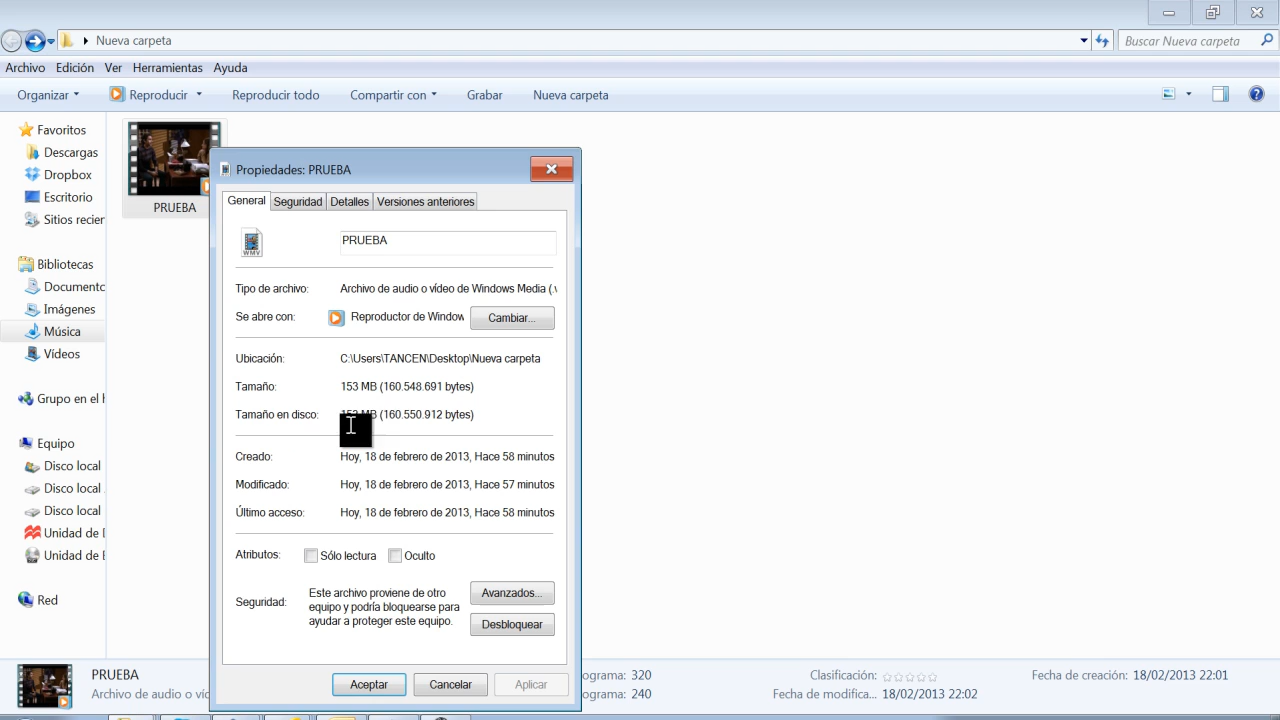 Nueva carpeta
Buscar Nueva carpeta
Archivo Edición Ver Herramientas Ayuda
Organizar Reproducir Reproducir todo Compartir con Grabar Nueva carpeta
Favoritos
Descargas
Dropbox
Escritorio
Sitios recien
Bibliotecas
Documento
Imágenes
Música
Vídeos
Grupo en el
Equipo
Disco local
Disco local
Disco local
Unidad de
Unidad de
Red
PRUEBA
Propiedades: PRUEBA
General Seguridad Detalles Versiones anteriores
WMV
PRUEBA
Tipo de archivo: Archivo de audio o vídeo de Windows Media (.
Se abre con: Reproductor de Window Cambiar...
Ubicación: C:\Users\TANCEN\Desktop\Nueva carpeta
Tamaño: 153 MB (160.548.691 bytes)
Tamaño en disco: 153 MB (160.550.912 bytes)
Creado: Hoy, 18 de febrero de 2013, Hace 58 minutos
Modificado: Hoy, 18 de febrero de 2013, Hace 57 minutos
Último acceso: Hoy, 18 de febrero de 2013, Hace 58 minutos
Atributos: Sólo lectura Oculto Avanzados...
Seguridad: Este archivo proviene de otro
equipo y podría bloquearse para
ayudar a proteger este equipo.
Desbloquear
Aceptar Cancelar Aplicar
PRUEBA
Archivo de audio o víd
ograma: 320
ograma: 240
Clasificación:
Fecha de modifica... 18/02/2013 22:02
Fecha de creación: 18/02/2013 22:01